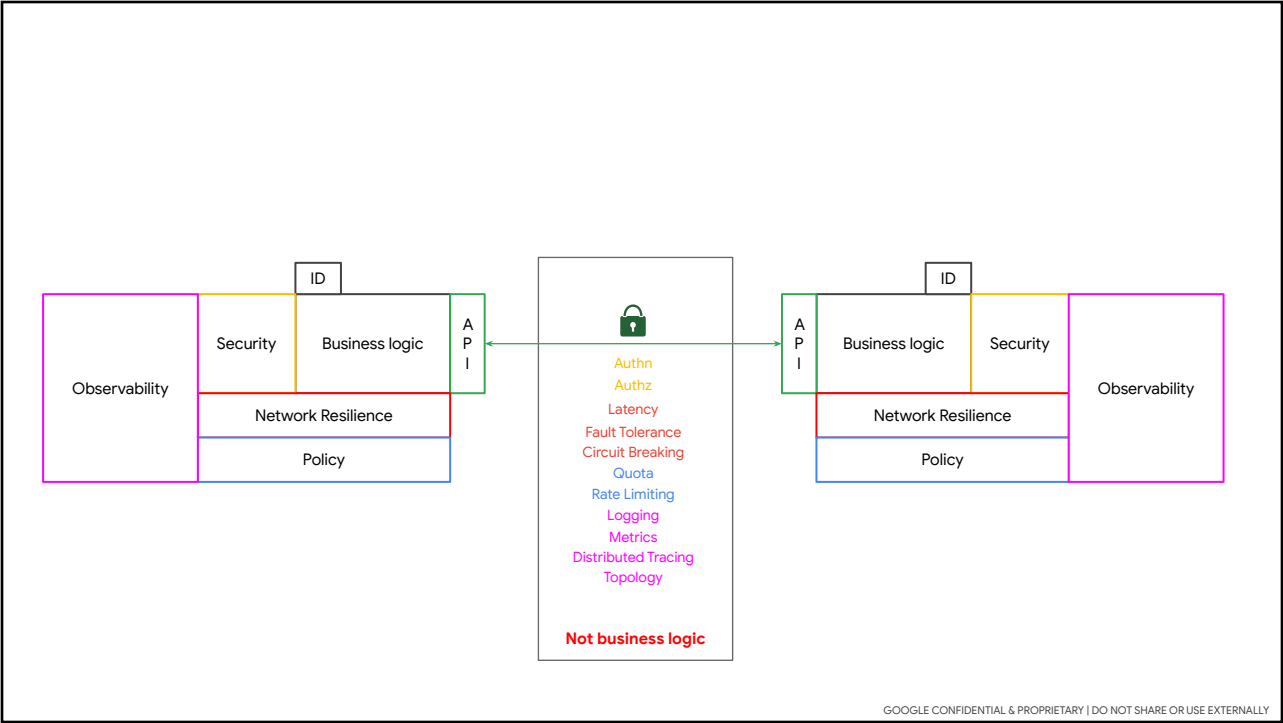 ID
Observability
Security
Business logic
A
P
I
Network Resilience
Policy
Authn
Authz
Latency
Fault Tolerance
Circuit Breaking
Quota
Rate Limiting
Logging
Metrics
Distributed Tracing
Topology
Not business logic
ID
A
P
I
Business logic
Security
Observability
Network Resilience
Policy
GOOGLE CONFIDENTIAL & PROPRIETARY | DO NOT SHARE OR USE EXTERNALLY